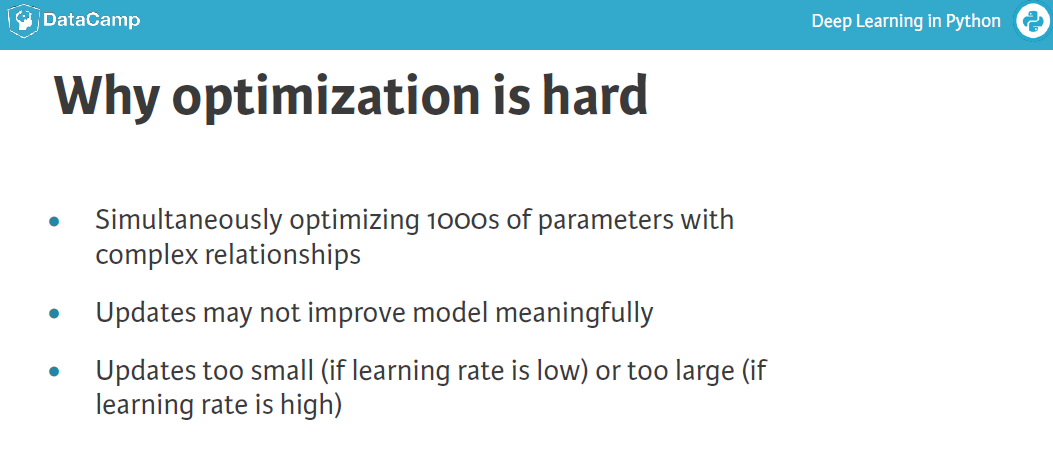 DataCamp
Deep Learning in Python
Why optimization is hard
• Simultaneously optimizing 1000s of parameters with
complex relationships
• Updates may not improve model meaningfully
• Updates too small (if learning rate is low) or too large (if
learning rate is high)